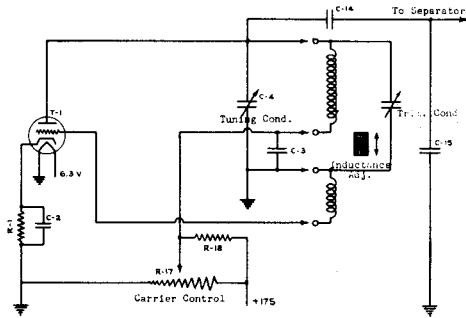 C-14
To Separator
T-1
C-4
Tuning Cond.
Trim. Cond
C-3
C-15
Inductance
Adj.
6.3 V
C-2
R-1
R-18
R-17
Carrier Control
+175